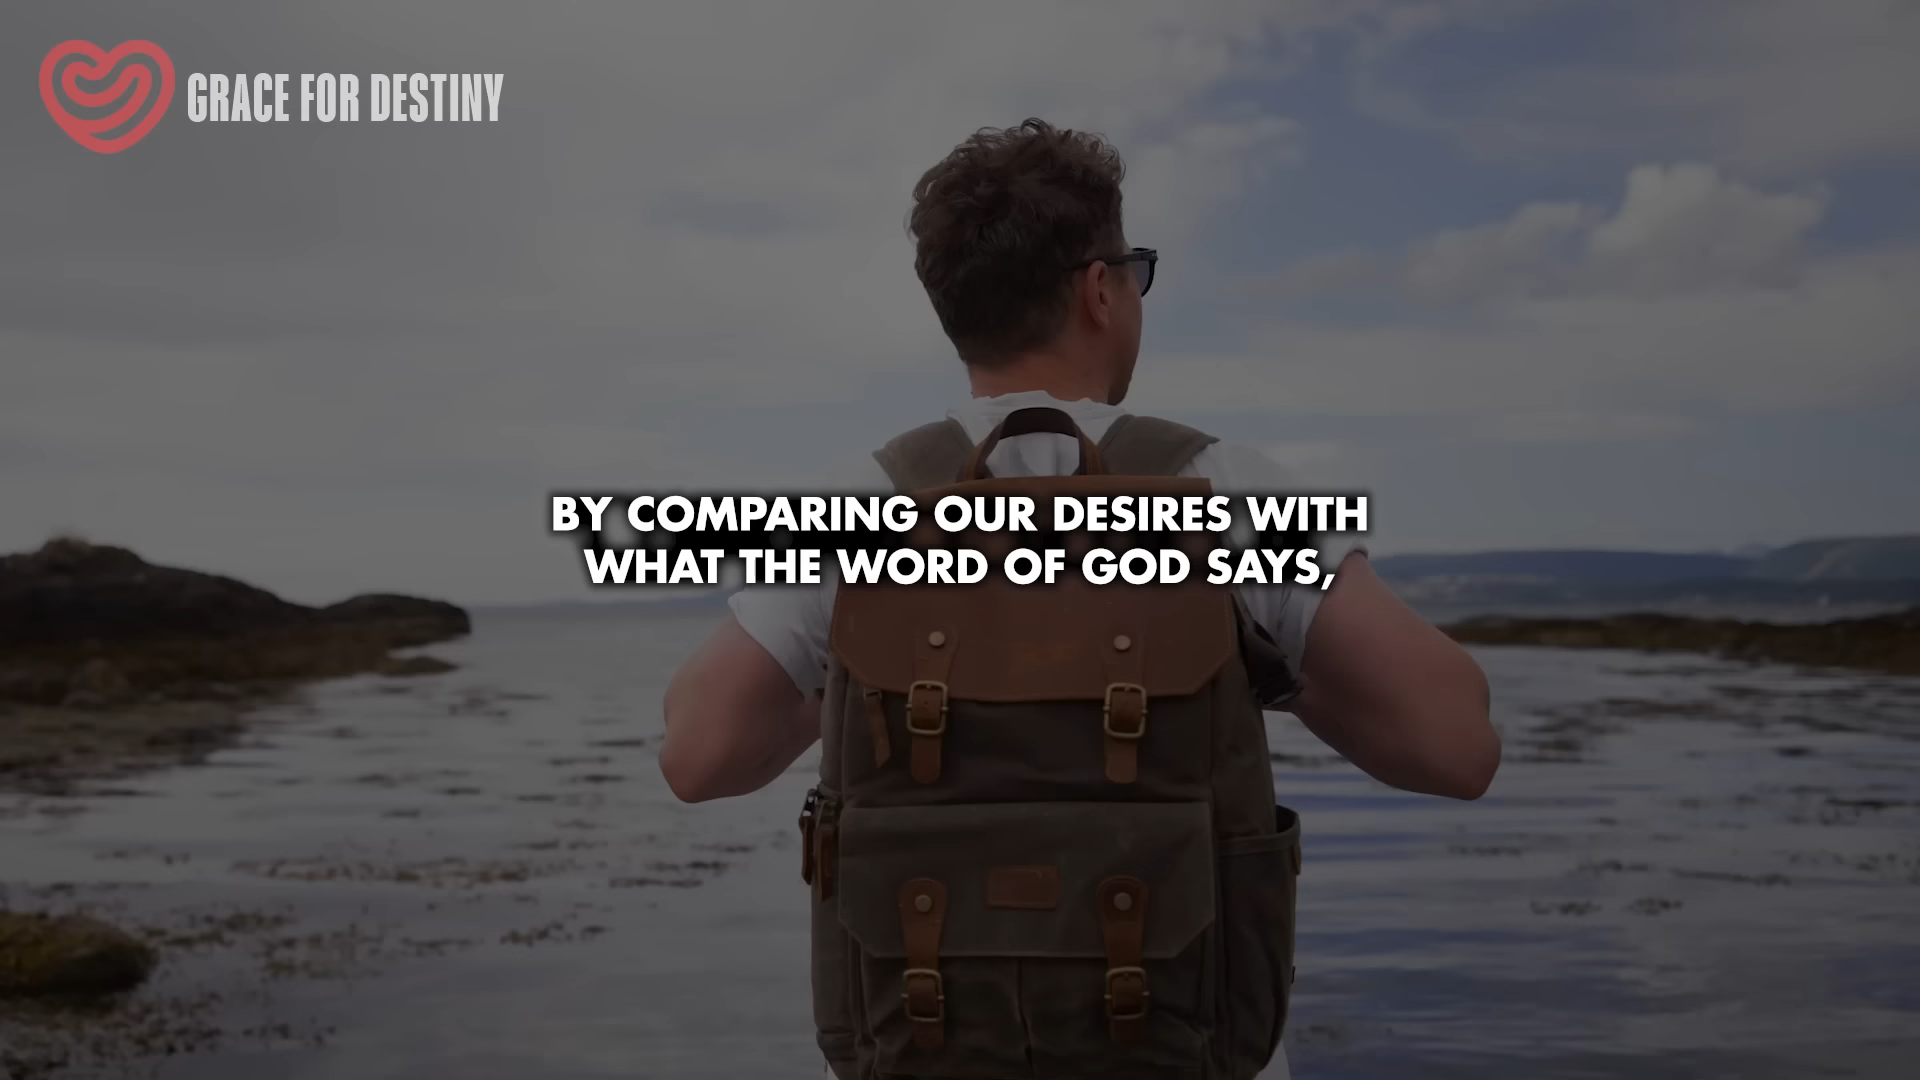 GRACE FOR DESTINY
BY COMPARING OUR DESIRES WITH
WHAT THE WORD OF GOD SAYS,